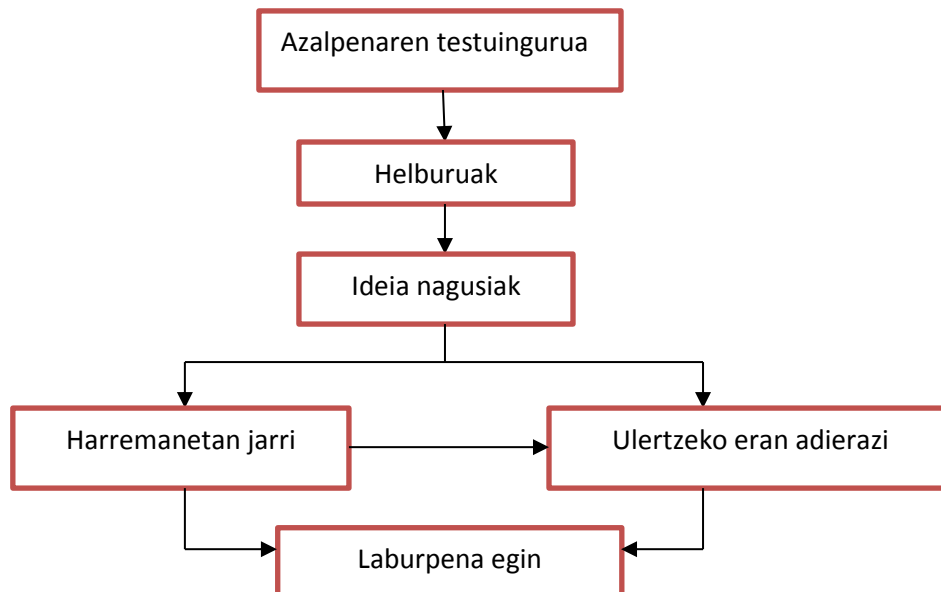 Azalpenaren testuingurua
Helburuak
Ideia nagusiak
Harremanetan jarri
Ulertzeko eran adierazi
Laburpena egin